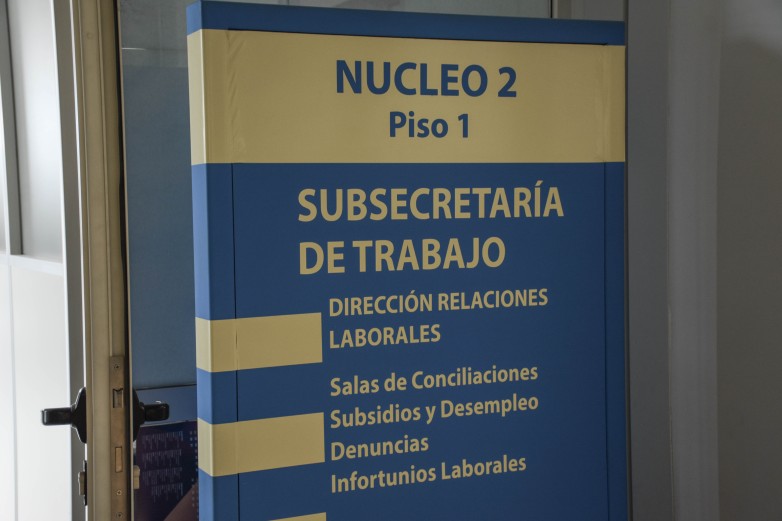 NUCLEO 2
Piso 1
SUBSECRETARÍA
DE TRABAJO
DIRECCIÓN RELACIONES
LABORALES
Salas de Conciliaciones
Subsidios y Desempleo
Denuncias
Infortunios Laborales